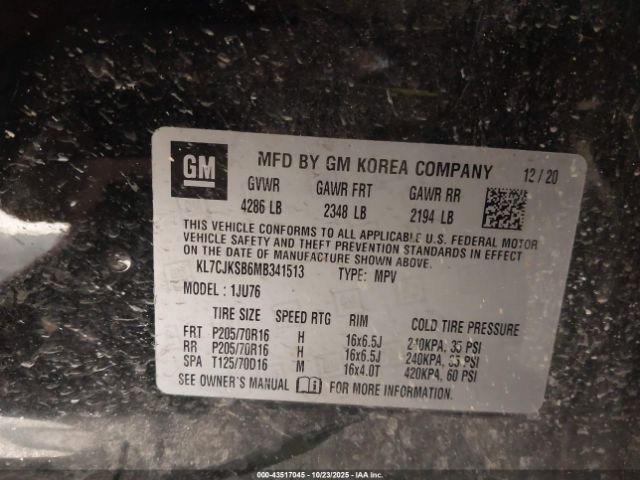 GM MFD BY GM KOREA COMPANY 12/20
GVWR GAWR FRT GAWR RR
4286 LB 2348 LB 2194 LB
THIS VEHICLE CONFORMS TO ALL APPLICABLE U.S. FEDERAL MOTOR
VEHICLE SAFETY AND THEFT PREVENTION STANDARDS IN EFFECT
ON THE DATE OF MANUFACTURE SHOWN ABOVE.
KL7CJKSB6MB341513 TYPE: MPV
MODEL: 1JU76
TIRE SIZE SPEED RTG RIM COLD TIRE PRESSURE
FRT P205/70R16 H 16x6.5J 240KPA, 35 PSI
RR P205/70R16 H 16x6.5J 240KPA, 35 PSI
SPA T125/70D16 M 16x4.0T 420KPA, 60 PSI
SEE OWNER'S MANUAL FOR MORE INFORMATION.
000-43517045 - 10/23/2025 - IAA Inc.